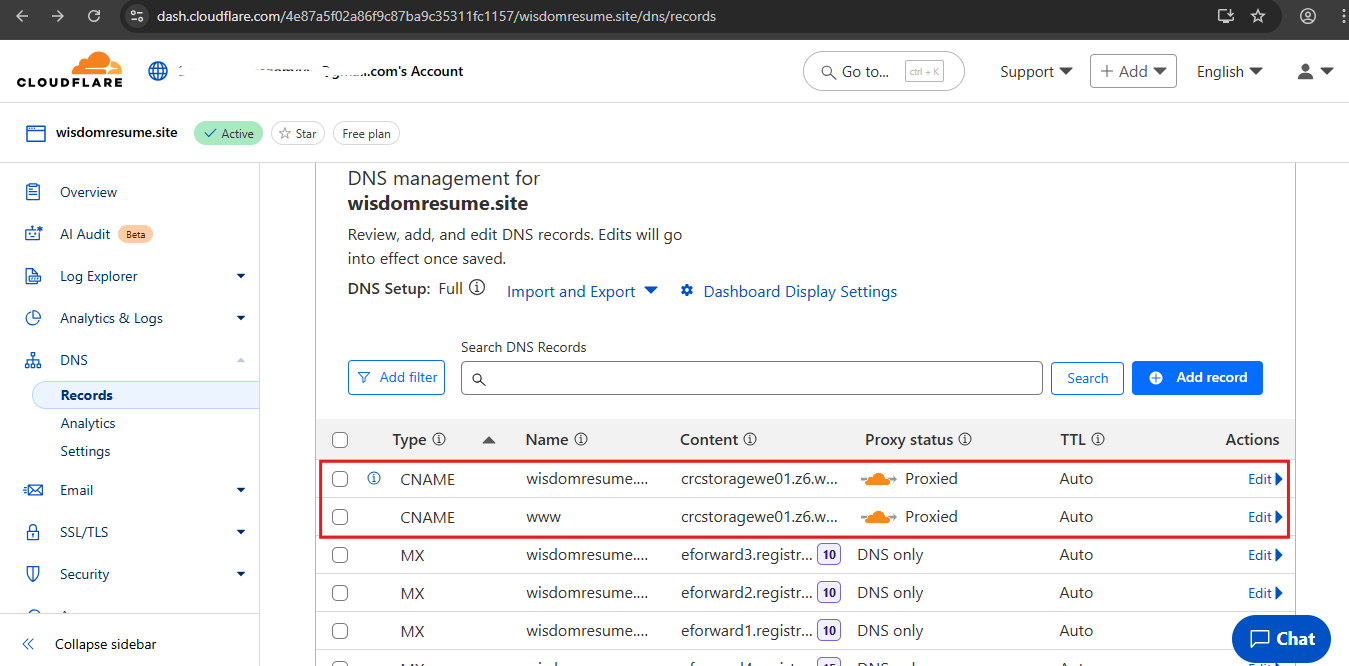 dash.cloudflare.com/4e87a5f02a86f9c87ba9c35311fc1157/wisdomresume.site/dns/records
CLOUDFLARE
.com's Account
Go to... ctrl + K
Support
+ Add
English
wisdomresume.site
Active
Star
Free plan
Overview
AI Audit Beta
Log Explorer
Analytics & Logs
DNS
Records
Analytics
Settings
Email
SSL/TLS
Security
Collapse sidebar
DNS management for
wisdomresume.site
Review, add, and edit DNS records. Edits will go
into effect once saved.
DNS Setup: Full
Import and Export
Dashboard Display Settings
Search DNS Records
Add filter
Search
Add record
Type Name Content Proxy status TTL Actions
CNAME wisdomresume.... crcstoragewe01.z6.w... Proxied Auto Edit
CNAME www crcstoragewe01.z6.w... Proxied Auto Edit
MX wisdomresume.... eforward3.registr... 10 DNS only Auto Edit
MX wisdomresume.... eforward2.registr... 10 DNS only Auto Edit
MX wisdomresume.... eforward1.registr... 10 DNS only Auto
Chat